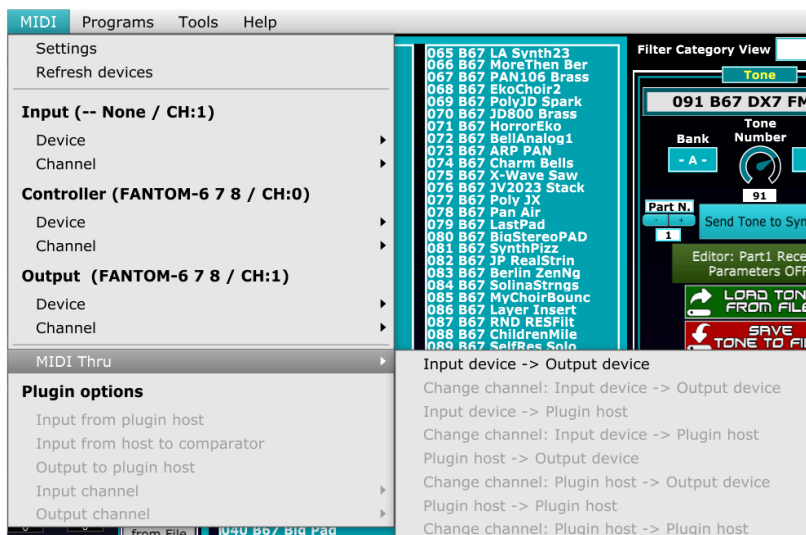 MIDI Programs Tools Help
Settings
Refresh devices
Input (-- None / CH:1)
Device
Channel
Controller (FANTOM-6 7 8 / CH:0)
Device
Channel
Output (FANTOM-6 7 8 / CH:1)
Device
Channel
MIDI Thru
Plugin options
Input from plugin host
Input from host to comparator
Output to plugin host
Input channel
Output channel
Input device -> Output device
Change channel: Input device -> Output device
Input device -> Plugin host
Change channel: Input device -> Plugin host
Plugin host -> Output device
Change channel: Plugin host -> Output device
Plugin host -> Plugin host
Change channel: Plugin host -> Plugin host
065 B67 LA Synth23
066 B67 MoreThen Ber
067 B67 PAN106 Brass
068 B67 EkoChoir2
069 B67 PolyJD Spark
070 B67 JD800 Brass
071 B67 HorrorEko
072 B67 BellAnalog1
073 B67 ARP PAN
074 B67 Charm Bells
075 B67 X-Wave Saw
076 B67 JV2023 Stack
077 B67 Poly JX
078 B67 Pan Air
079 B67 LastPad
080 B67 BigStereoPAD
081 B67 SynthPizz
082 B67 JP RealStrin
083 B67 Berlin ZenNg
084 B67 SolinaStrngs
085 B67 MyChoirBounc
086 B67 Layer Insert
087 B67 RND RESFilt
088 B67 ChildrenMile
089 B67 SelfRes Solo
Filter Category View
Tone
091 B67 DX7 FM
Bank
Tone
Number
- A -
91
Part N.
- +
1
Send Tone to Syn
Editor: Part1 Rece
Parameters OFF
LOAD TON
FROM FILE
SAVE
TONE TO FI
from File
040 B67 Big Pad